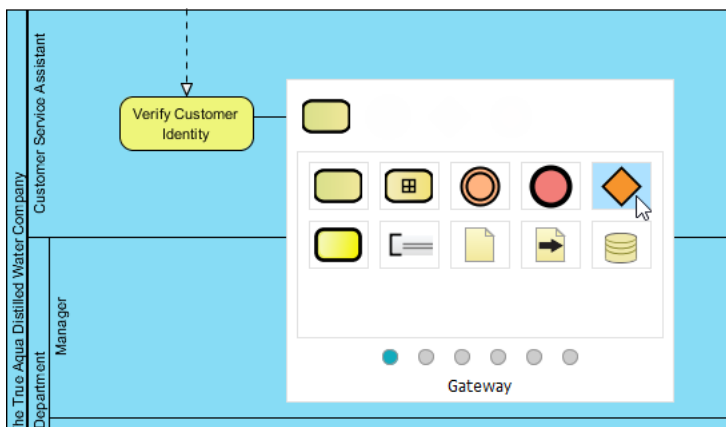 he True Aqua Distilled Water Company
Customer Service Assistant
Verify Customer
Identity
Department
Manager
Gateway